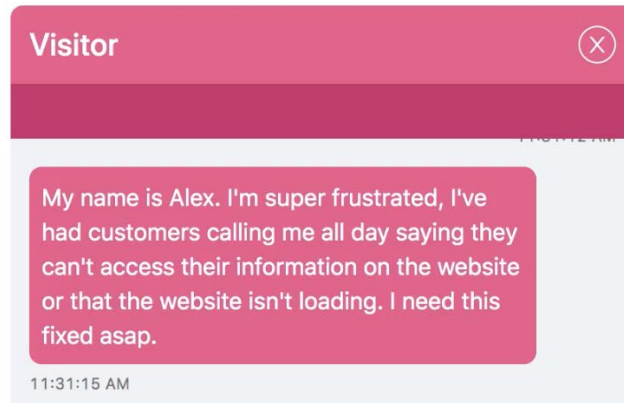 Visitor
My name is Alex. I'm super frustrated, I've
had customers calling me all day saying they
can't access their information on the website
or that the website isn't loading. I need this
fixed asap.
11:31:15 AM